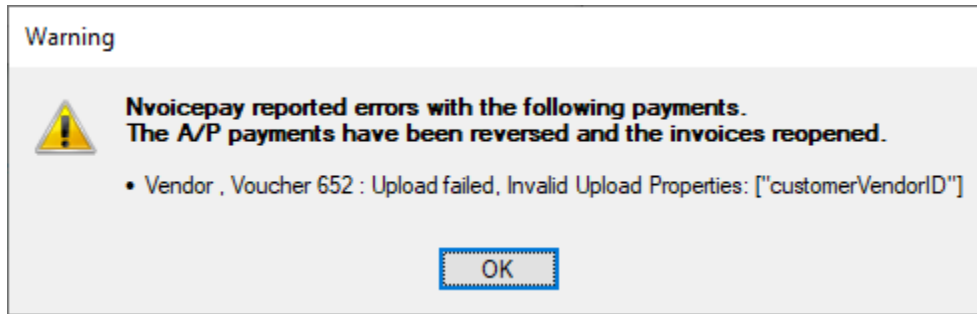 Warning
Nvoicepay reported errors with the following payments.
The A/P payments have been reversed and the invoices reopened.
• Vendor , Voucher 652 : Upload failed, Invalid Upload Properties: ["customerVendorID"]
OK